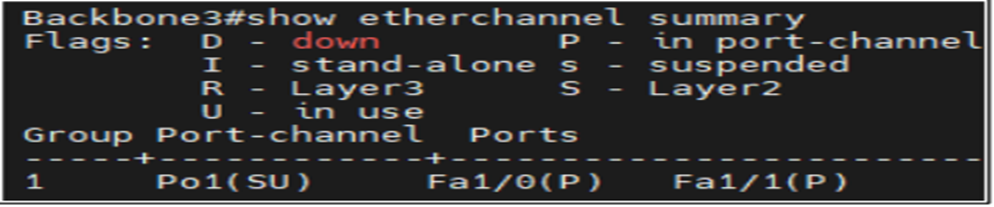 Backbone3#show etherchannel summary
Flags:  D - down        P - in port-channel
        I - stand-alone s - suspended
        R - Layer3      S - Layer2
        U - in use
Group Port-channel  Ports
-----+------------+---------------------------
1     Po1(SU)     Fa1/0(P)   Fa1/1(P)